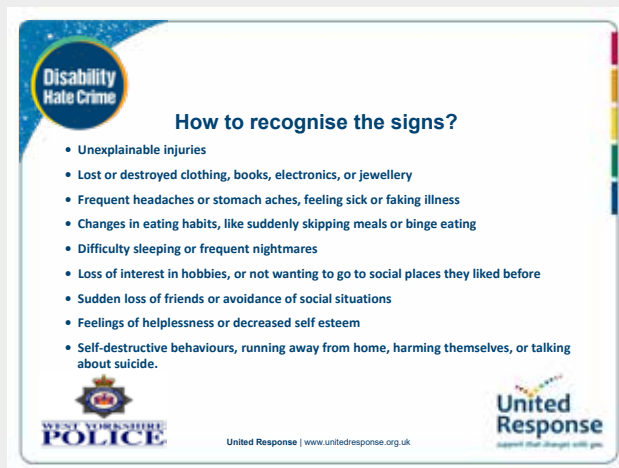 Disability
Hate Crime
How to recognise the signs?
• Unexplainable injuries
• Lost or destroyed clothing, books, electronics, or jewellery
• Frequent headaches or stomach aches, feeling sick or faking illness
• Changes in eating habits, like suddenly skipping meals or binge eating
• Difficulty sleeping or frequent nightmares
• Loss of interest in hobbies, or not wanting to go to social places they liked before
• Sudden loss of friends or avoidance of social situations
• Feelings of helplessness or decreased self esteem
• Self-destructive behaviours, running away from home, harming themselves, or talking
about suicide.
WEST YORKSHIRE
POLICE
United Response | www.unitedresponse.org.uk
United
Response
support that changes with you